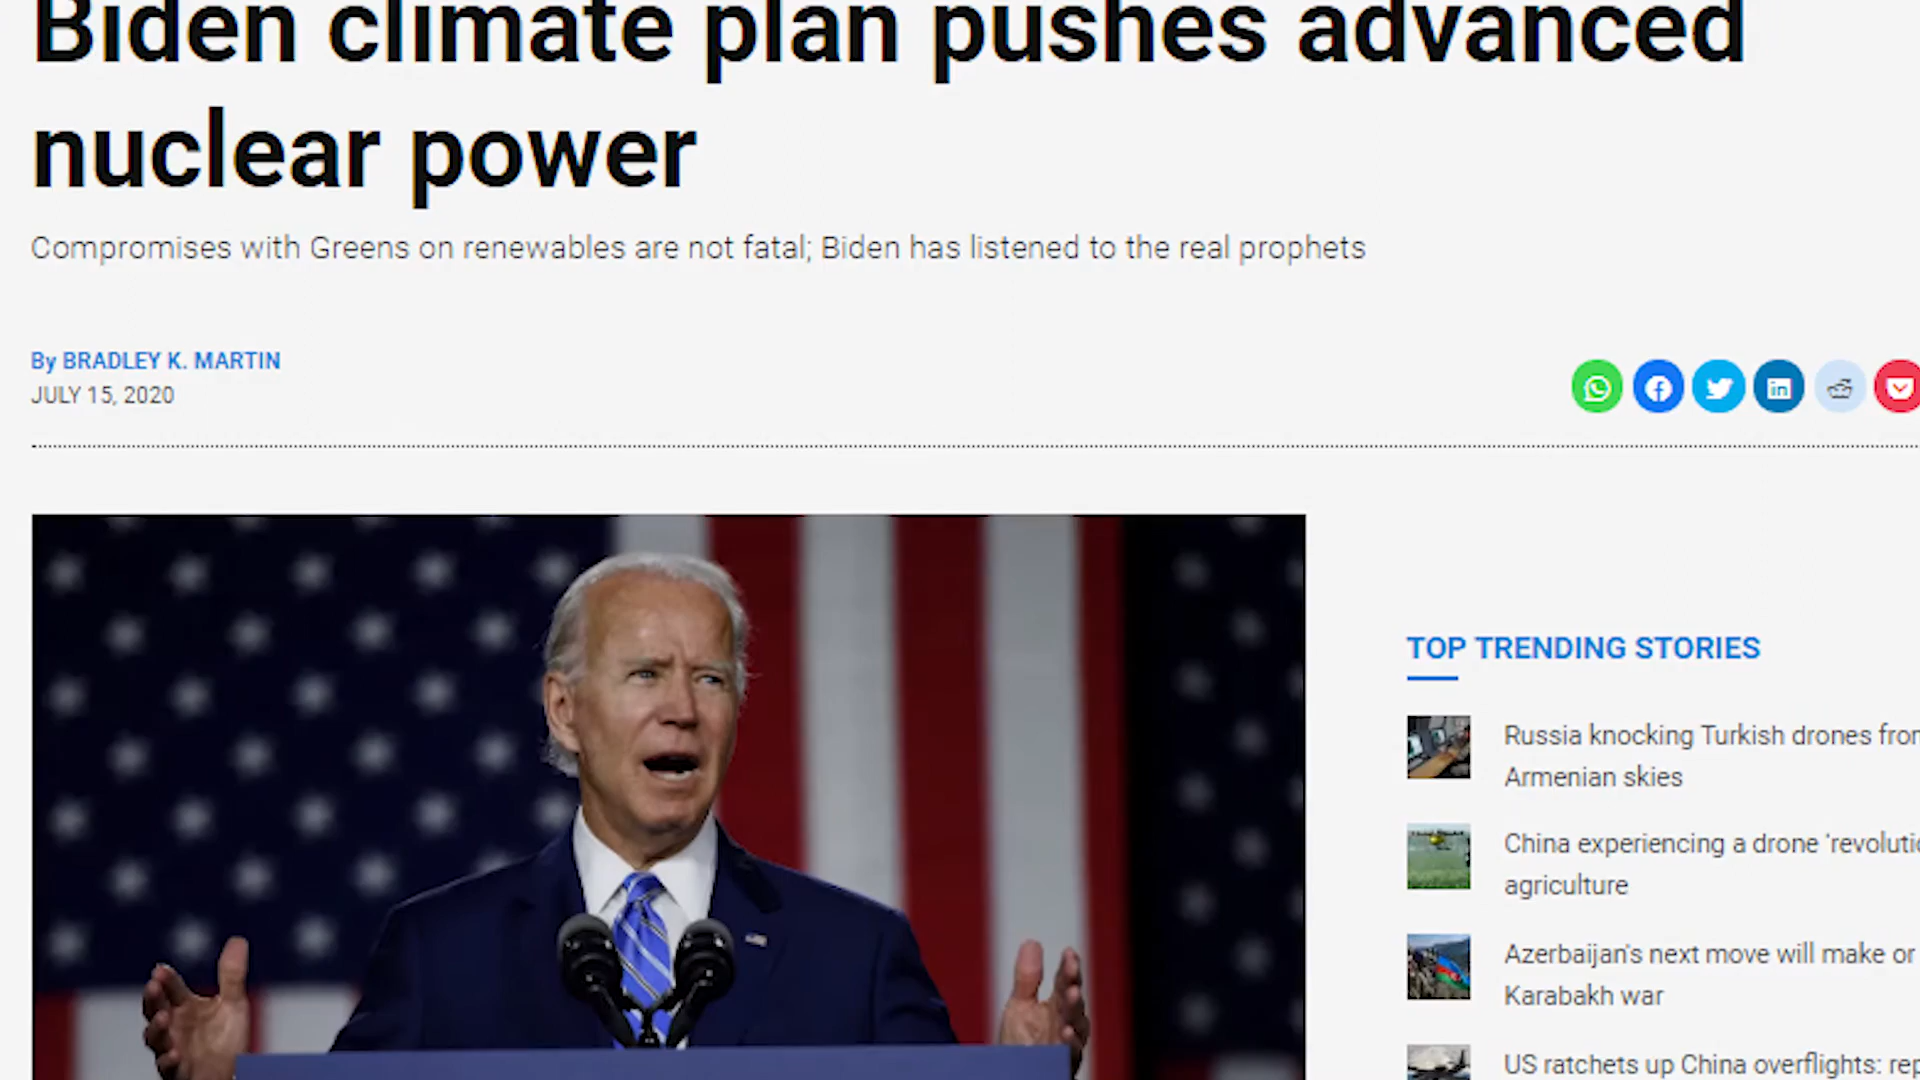 Biden climate plan pushes advanced
nuclear power
Compromises with Greens on renewables are not fatal; Biden has listened to the real prophets
By BRADLEY K. MARTIN
JULY 15, 2020
TOP TRENDING STORIES
Russia knocking Turkish drones
Armenian skies
China experiencing a drone
agriculture
Azerbaijan's next move will make or
Karabakh war
US ratchets up China overflights: